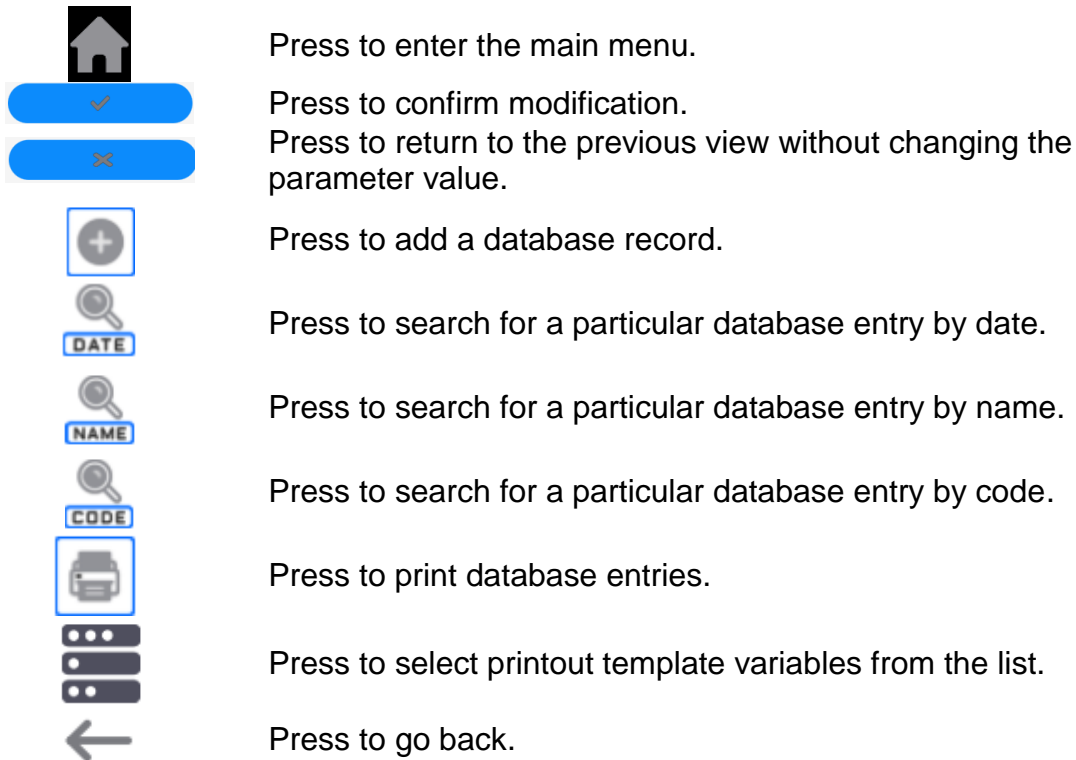 Press to enter the main menu.
Press to confirm modification.
Press to return to the previous view without changing the
parameter value.
Press to add a database record.
DATE
Press to search for a particular database entry by date.
NAME
Press to search for a particular database entry by name.
CODE
Press to search for a particular database entry by code.
Press to print database entries.
Press to select printout template variables from the list.
Press to go back.